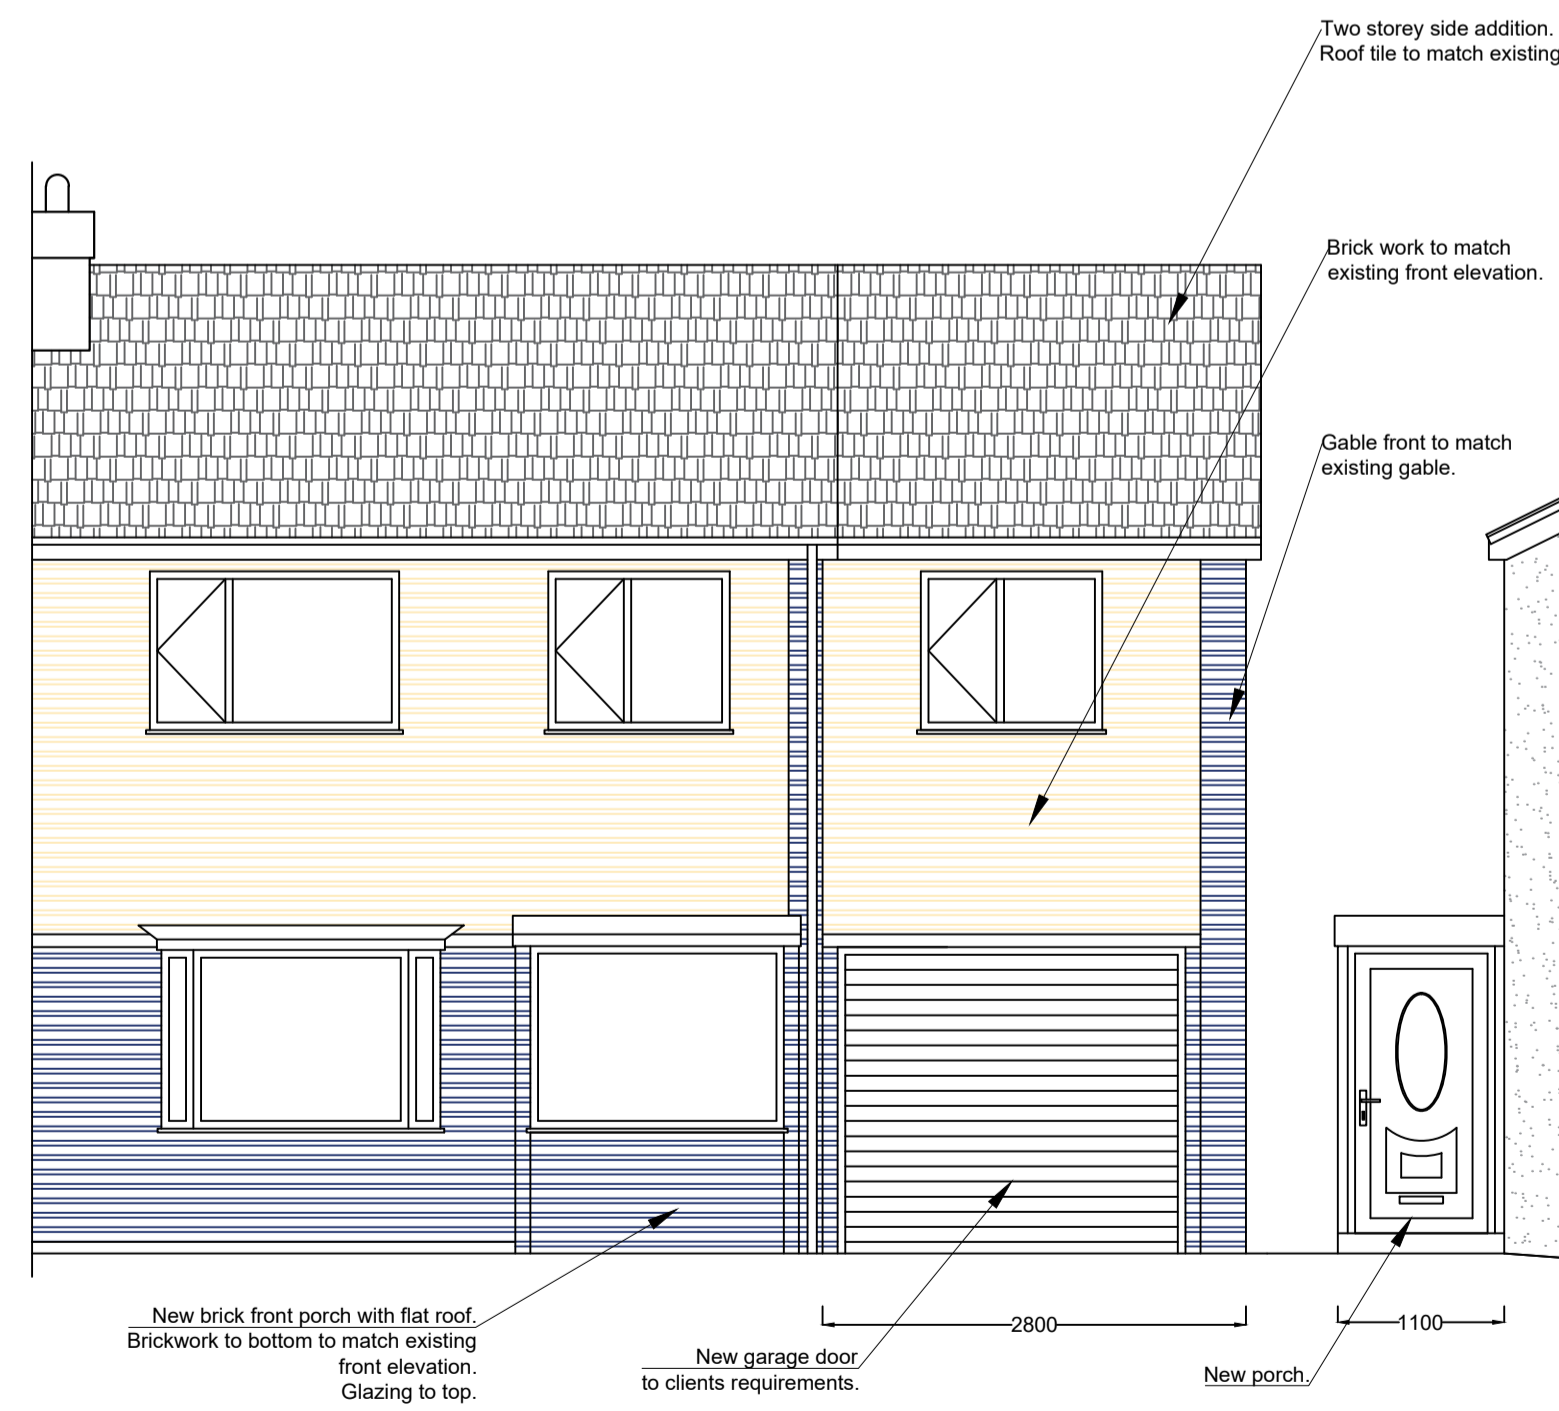 Two storey side addition.
Roof tile to match existing
Brick work to match
existing front elevation.
Gable front to match
existing gable.
New brick front porch with flat roof.
Brickwork to bottom to match existing
front elevation.
Glazing to top.
New garage door
to clients requirements.
2800
1100
New porch.